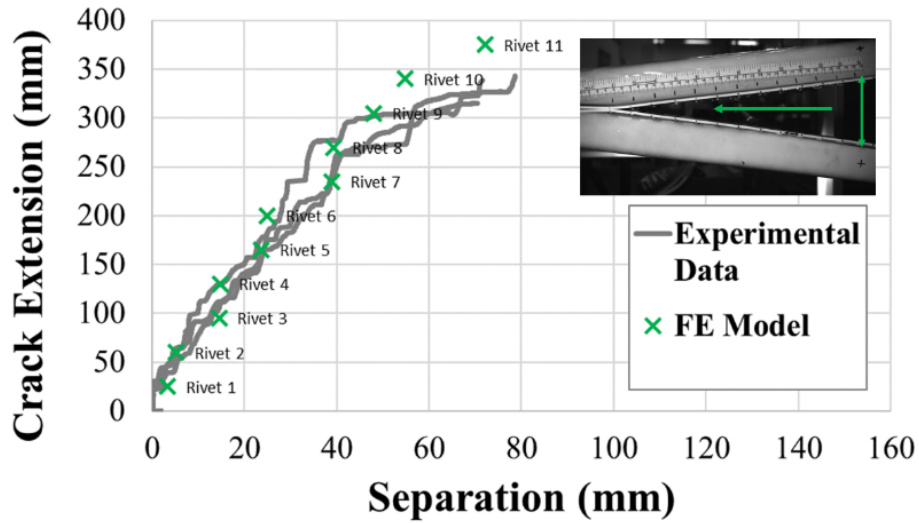 Crack Extension (mm)
400
350
300
250
200
150
100
50
0
Rivet 11
Rivet 10
Rivet 9
Rivet 8
Rivet 7
Rivet 6
Rivet 5
Rivet 4
Rivet 3
Rivet 2
Rivet 1
Experimental
Data
FE Model
0 20 40 60 80 100 120 140 160
Separation (mm)